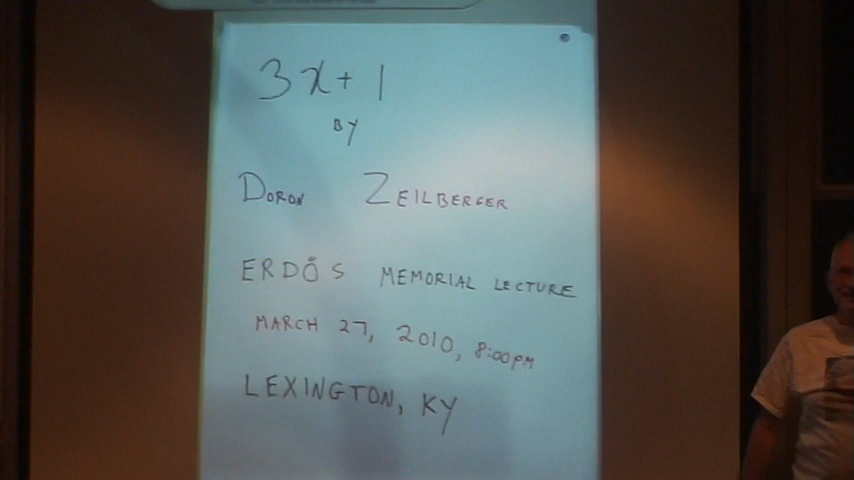 3x+1
BY
DORON ZEILBERGER
ERDŐS MEMORIAL LECTURE
MARCH 27, 2010, 8:00PM
LEXINGTON, KY